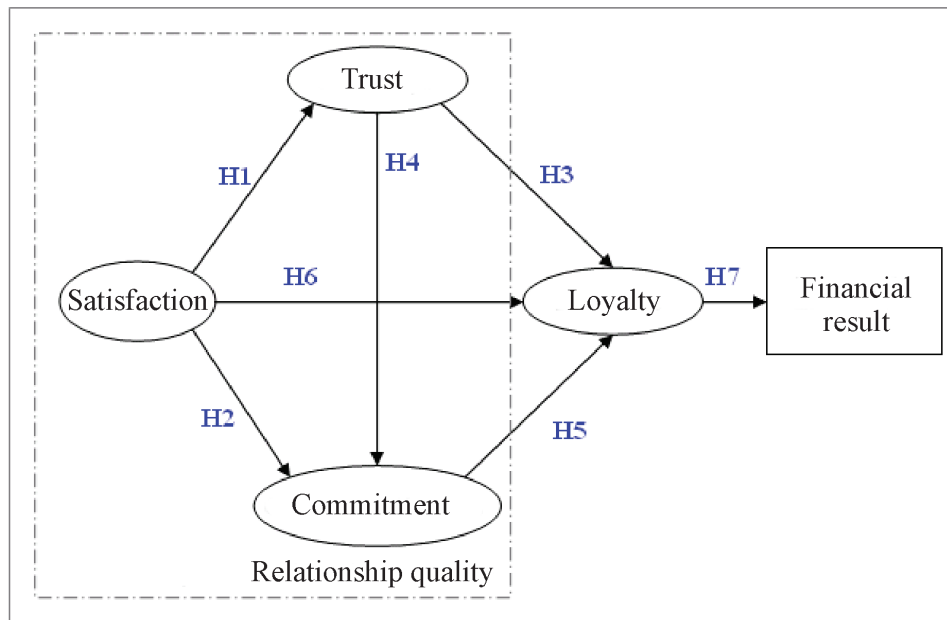 Trust
H1
H4
H3
Satisfaction
H6
Loyalty
H7
Financial
result
H2
H5
Commitment
Relationship quality